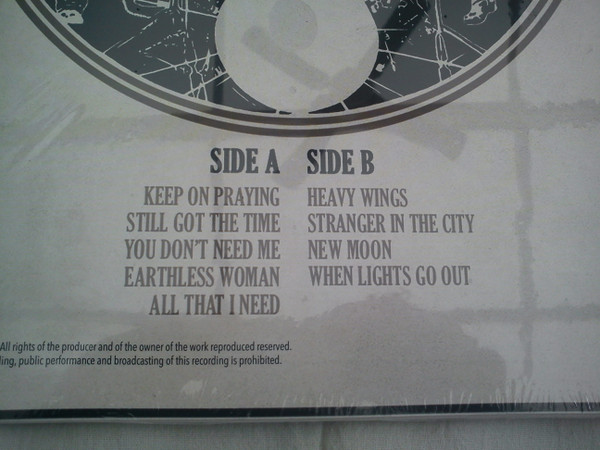 SIDE A
KEEP ON PRAYING
STILL GOT THE TIME
YOU DON'T NEED ME
EARTHLESS WOMAN
ALL THAT I NEED
SIDE B
HEAVY WINGS
STRANGER IN THE CITY
NEW MOON
WHEN LIGHTS GO OUT
All rights of the producer and of the owner of the work reproduced reserved.
ling, public performance and broadcasting of this recording is prohibited.